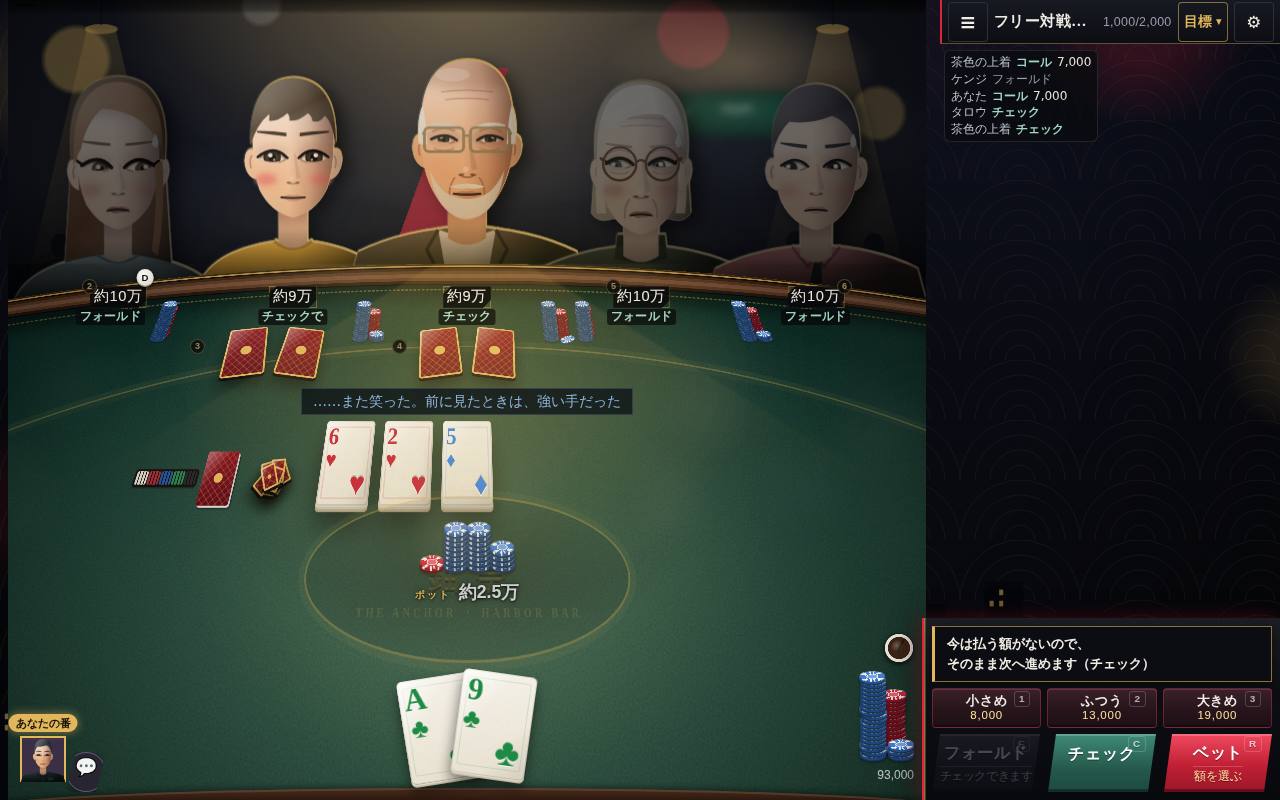 フリー対戦…
1,000/2,000
目標▾
茶色の上着 コール 7,000
ケンジ フォールド
あなた コール 7,000
タロウ チェック
茶色の上着 チェック
D
2
約10万
フォールド
約9万
チェックで
約9万
チェック
5
約10万
フォールド
6
約10万
フォールド
3
4
……また笑った。前に見たときは、強い手だった
6
2
5
ポット 約2.5万
THE ANCHOR · HARBOR BAR
A
9
あなたの番
93,000
今は払う額がないので、
そのまま次へ進めます（チェック）
小さめ 1
8,000
ふつう 2
13,000
大きめ 3
19,000
フォールド
チェックできます
チェック C
ベット R
額を選ぶ